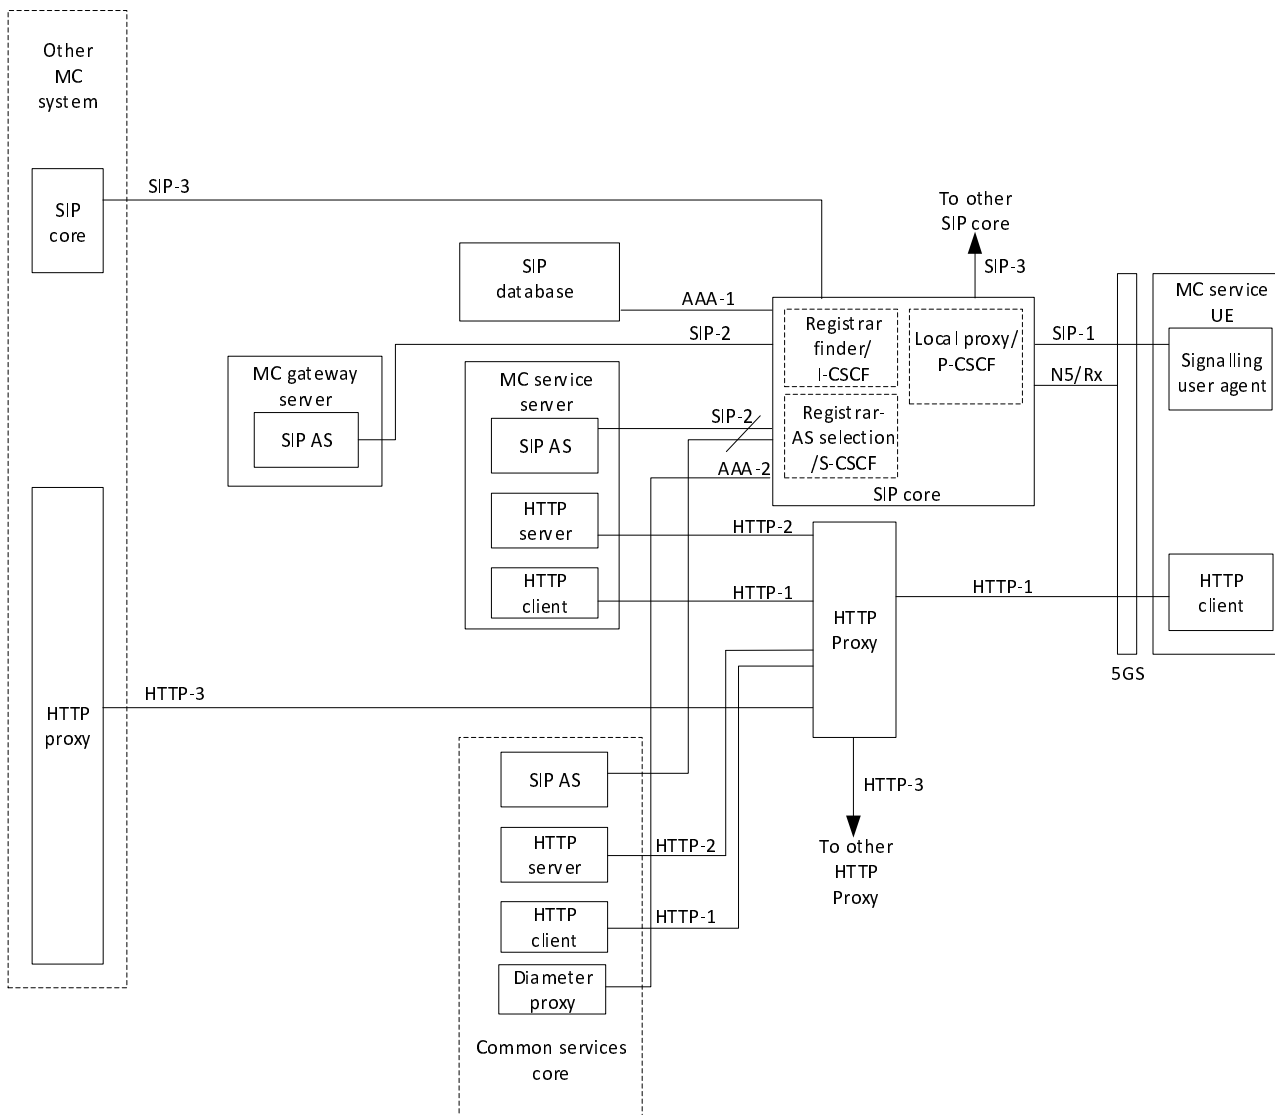 Other
MC
system
SIP
core
SIP-3
To other
SIP core
SIP-3
SIP
database
AAA-1
SIP-2
MC gateway
server
SIP AS
MC service
server
SIP AS
SIP-2
AAA-2
HTTP
server
HTTP-2
HTTP
client
HTTP-1
Registrar
finder/
I-CSCF
Local proxy/
P-CSCF
Registrar-
AS selection
/S-CSCF
SIP core
SIP-1
N5/Rx
MC service
UE
Signalling
user agent
HTTP
Proxy
HTTP-1
HTTP
client
5GS
HTTP
proxy
HTTP-3
SIP AS
HTTP
server
HTTP-2
HTTP
client
HTTP-1
Diameter
proxy
Common services
core
HTTP-3
To other
HTTP
Proxy